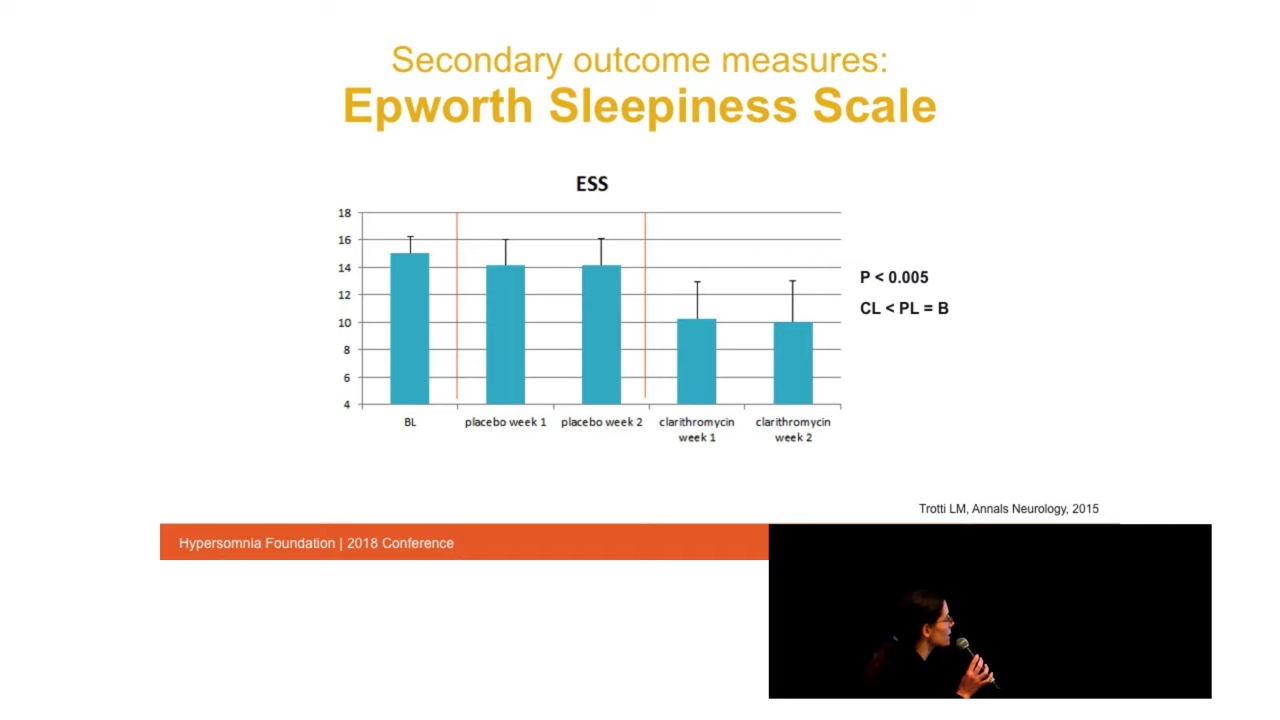 Secondary outcome measures:
Epworth Sleepiness Scale
ESS
18
16
14
12
10
8
6
4
BL
placebo week 1
placebo week 2
clarithromycin
week 1
clarithromycin
week 2
P < 0.005
CL < PL = B
Trotti LM, Annals Neurology, 2015
Hypersomnia Foundation | 2018 Conference